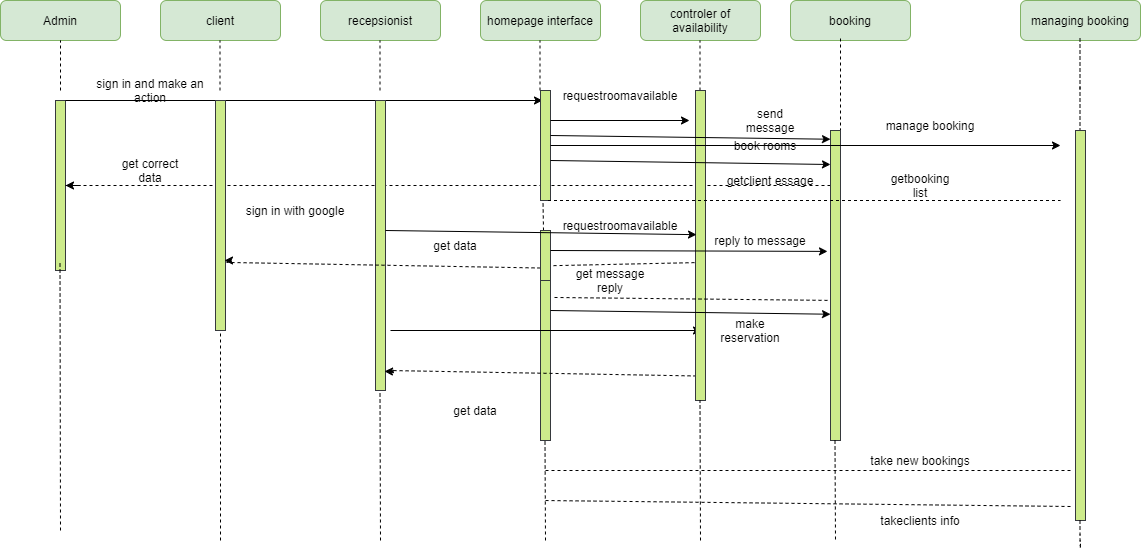 Admin
client
recepsionist
homepage interface
controler of
availability
booking
managing booking
sign in and make an
action
requestroomavailable
send
message
manage booking
book rooms
get correct
data
getclient essage
getbooking
list
sign in with google
requestroomavailable
get data
reply to message
get message
reply
make
reservation
get data
take new bookings
takeclients info